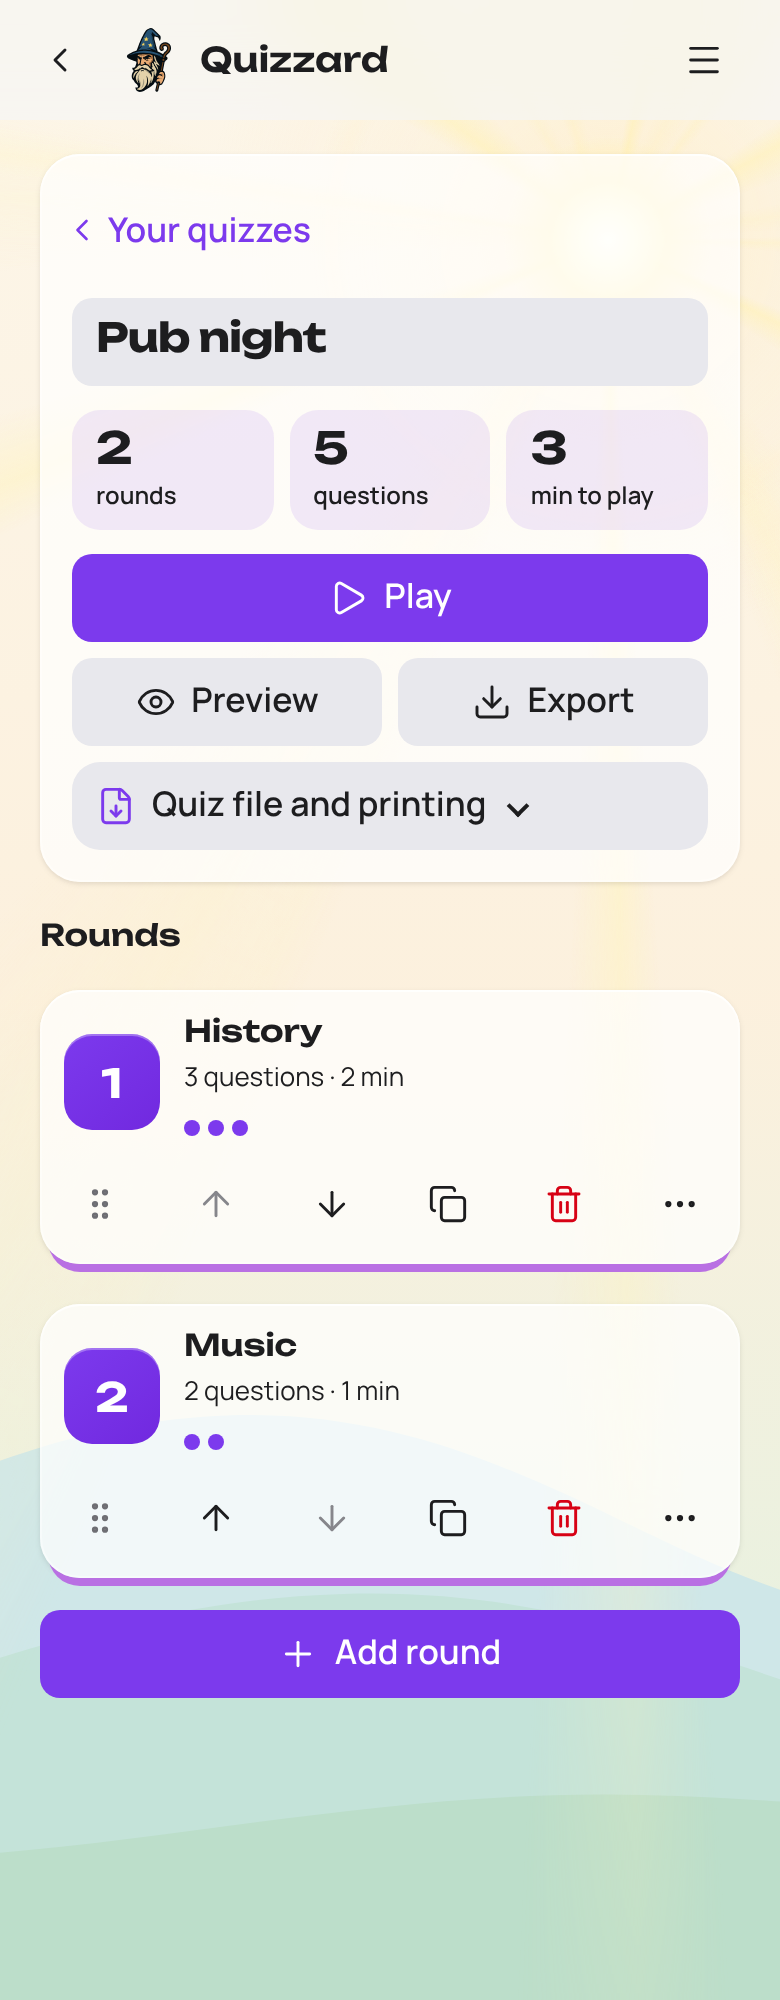 Quizzard
Your quizzes
Pub night
2
rounds
5
questions
3
min to play
Play
Preview
Export
Quiz file and printing
Rounds
1
History
3 questions · 2 min
2
Music
2 questions · 1 min
Add round